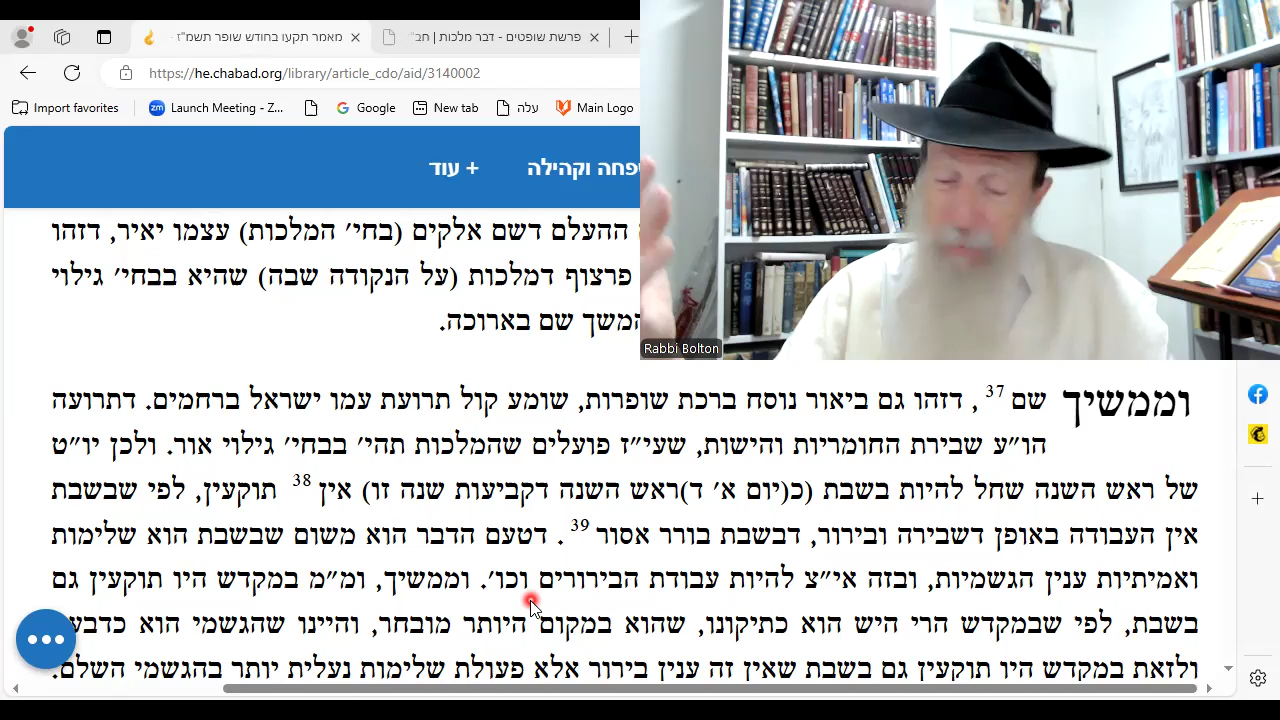 מאמר תקעו בחודש שופר תשמ"ז -
פרשת שופטים - דבר מלכות | חב"
https://he.chabad.org/library/article_cdo/aid/3140002
Import favorites
Launch Meeting - Z...
Google
New tab
עלה
Main Logo
שפחה וקהילה
+ עוד
ההעלם דשם אלקים (בחי׳ המלכות) עצמו יאיר, דזהו
פרצוף דמלכות (על הנקודה שבה) שהיא בבחי׳ גילוי
המשך שם בארוכה.
Rabbi Bolton
וממשיך שם 37, דזהו גם ביאור נוסח ברכת שופרות, שומע קול תרועת עמו ישראל ברחמים. דתרועה
הו״ע שבירת החומריות והישות, שעי״ז פועלים שהמלכות תהי׳ בבחי׳ גילוי אור. ולכן יו״ט
של ראש השנה שחל להיות בשבת (כ(יום א׳ ד)ראש השנה דקביעות שנה זו) אין 38 תוקעין, לפי שבשבת
אין העבודה באופן דשבירה ובירור, דבשבת בורר אסור 39. דטעם הדבר הוא משום שבשבת הוא שלימות
ואמיתיות ענין הגשמיות, ובזה אי״צ להיות עבודת הבירורים וכו׳. וממשיך, ומ״מ במקדש היו תוקעין גם
בשבת, לפי שבמקדש הרי היש הוא כתיקונו, שהוא במקום היותר מובחר, והיינו שהגשמי הוא כדבעי
ולזאת במקדש היו תוקעין גם בשבת שאין זה ענין בירור אלא פעולת שלימות נעלית יותר בהגשמי השלם.